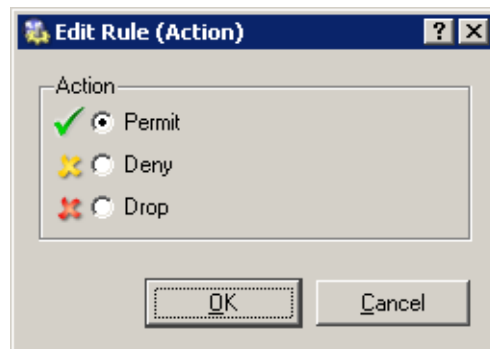 Edit Rule (Action)
?
Action
Permit
Deny
Drop
OK
Cancel